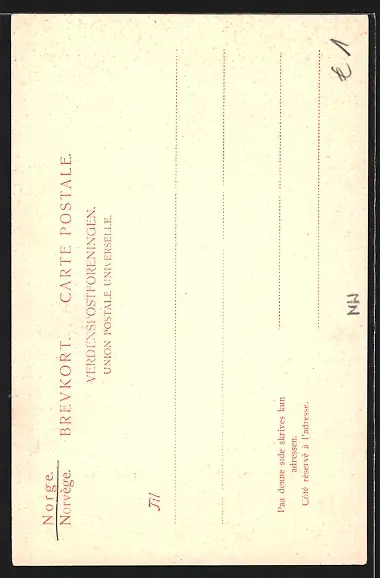 Norge.
Norvège.
BREVKORT. CARTE POSTALE.
VERDENSPOSTFORENINGEN.
UNION POSTALE UNIVERSELLE.
Til
Paa denne side skrives kun
adressen.
Côté réservé à l'adresse.
NW
€ 1